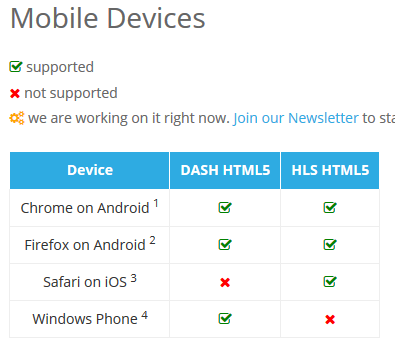 Mobile Devices
supported
not supported
we are working on it right now. Join our Newsletter to sta
Device DASH HTML5 HLS HTML5
Chrome on Android 1
Firefox on Android 2
Safari on iOS 3
Windows Phone 4